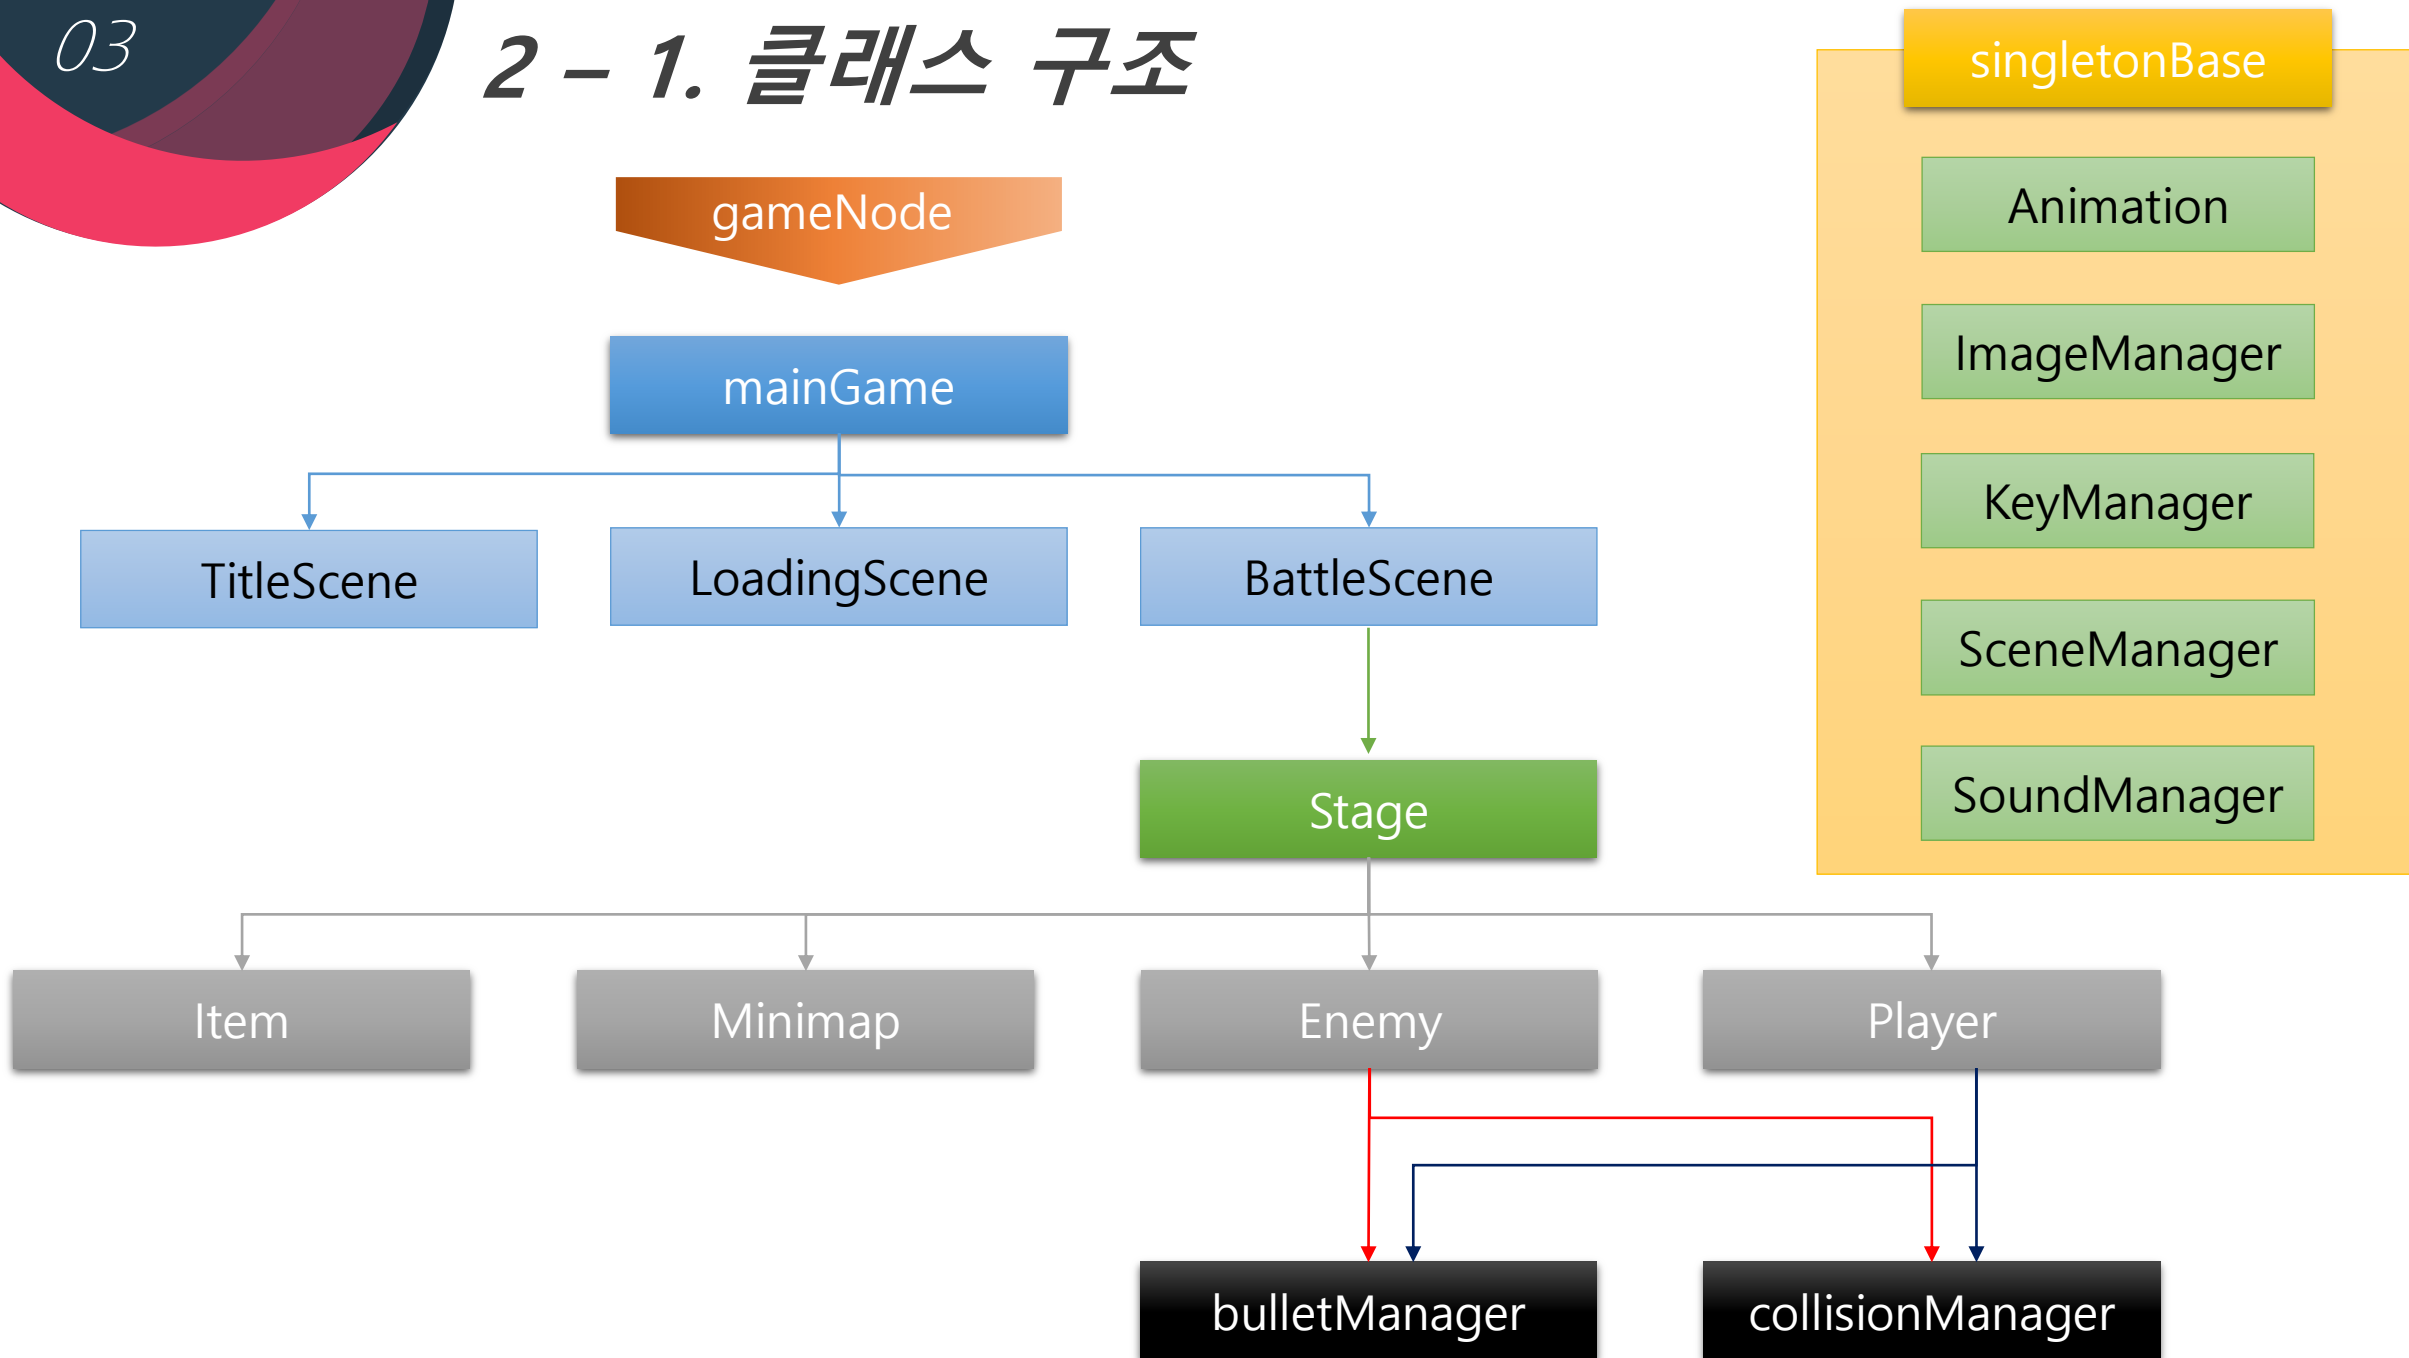 03
2 – 1. 클래스 구조
singletonBase
Animation
ImageManager
KeyManager
SceneManager
SoundManager
gameNode
mainGame
TitleScene
LoadingScene
BattleScene
Stage
Item
Minimap
Enemy
Player
bulletManager
collisionManager